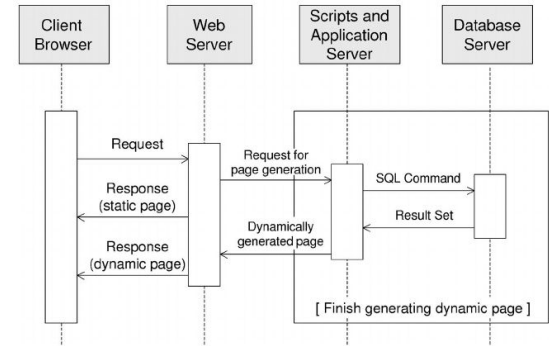 Client
Browser
Web
Server
Scripts and
Application
Server
Database
Server
Request
Request for
page generation
SQL Command
Response
(static page)
Result Set
Dynamically
generated page
Response
(dynamic page)
[ Finish generating dynamic page ]